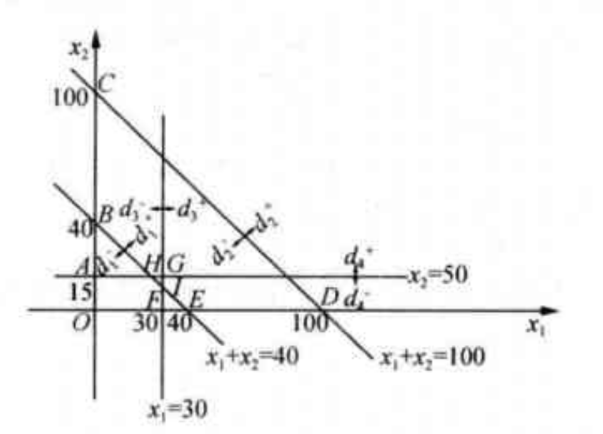 x₂
C
100
d₃⁻ d₃⁺
B
40
d₁⁻ d₁⁺
d₂⁻ d₂⁺
d₄⁺
A H G
x₂=50
15 I D d₄⁻
F E
O 30 40 100 x₁
x₁+x₂=40 x₁+x₂=100
x₁=30